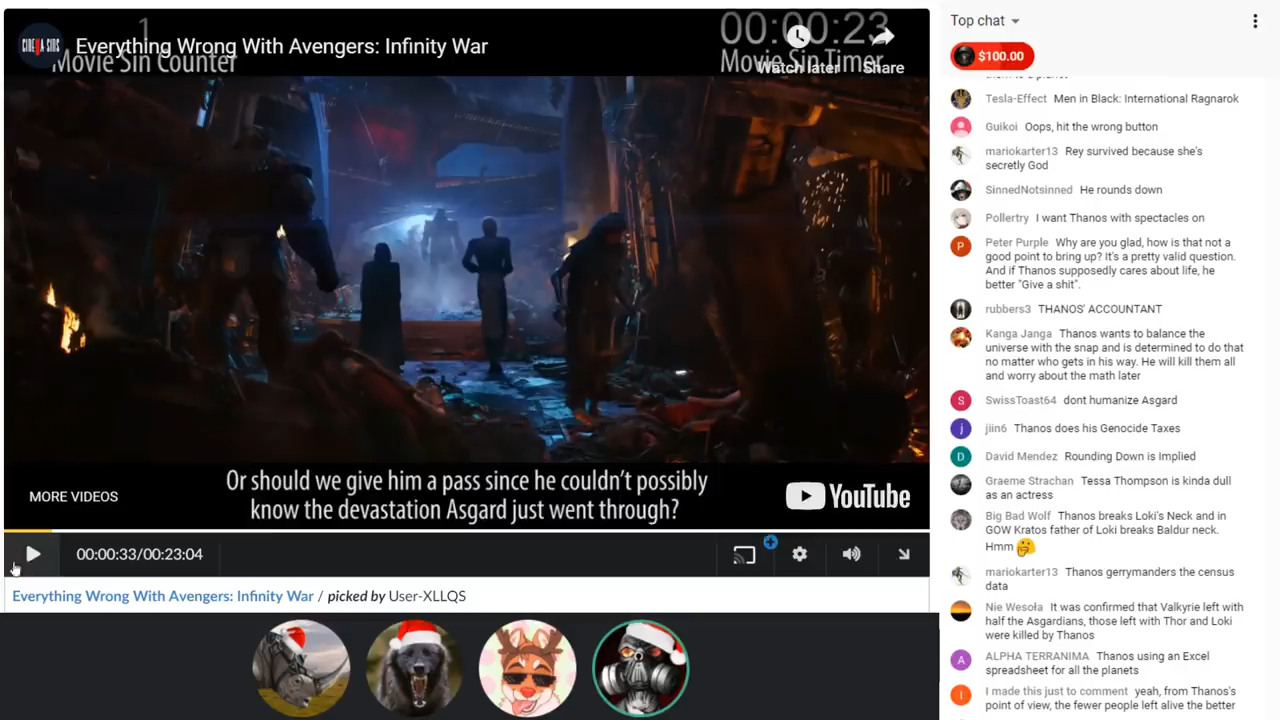 1
00:00:23
CINEMA SINS
Everything Wrong With Avengers: Infinity War
Movie Sin Counter
Movie Sin Timer
Watch later
Share
Or should we give him a pass since he couldn't possibly
know the devastation Asgard just went through?
MORE VIDEOS
YouTube
00:00:33/00:23:04
Everything Wrong With Avengers: Infinity War / picked by User-XLLQS
Top chat
$100.00
them to a planet
Tesla-Effect Men in Black: International Ragnarok
Guikoi Oops, hit the wrong button
mariokarter13 Rey survived because she's
secretly God
SinnedNotsinned He rounds down
Pollertry I want Thanos with spectacles on
P
Peter Purple Why are you glad, how is that not a
good point to bring up? It's a pretty valid question.
And if Thanos supposedly cares about life, he
better "Give a shit".
rubbers3 THANOS' ACCOUNTANT
Kanga Janga Thanos wants to balance the
universe with the snap and is determined to do that
no matter who gets in his way. He will kill them all
and worry about the math later
S
SwissToast64 dont humanize Asgard
j
jiin6 Thanos does his Genocide Taxes
D
David Mendez Rounding Down is Implied
Graeme Strachan Tessa Thompson is kinda dull
as an actress
Big Bad Wolf Thanos breaks Loki's Neck and in
GOW Kratos father of Loki breaks Baldur neck.
Hmm 🤔
mariokarter13 Thanos gerrymanders the census
data
Nie Wesoła It was confirmed that Valkyrie left with
half the Asgardians, those left with Thor and Loki
were killed by Thanos
A
ALPHA TERRANIMA Thanos using an Excel
spreadsheet for all the planets
I
I made this just to comment yeah, from Thanos's
point of view, the fewer people left alive the better